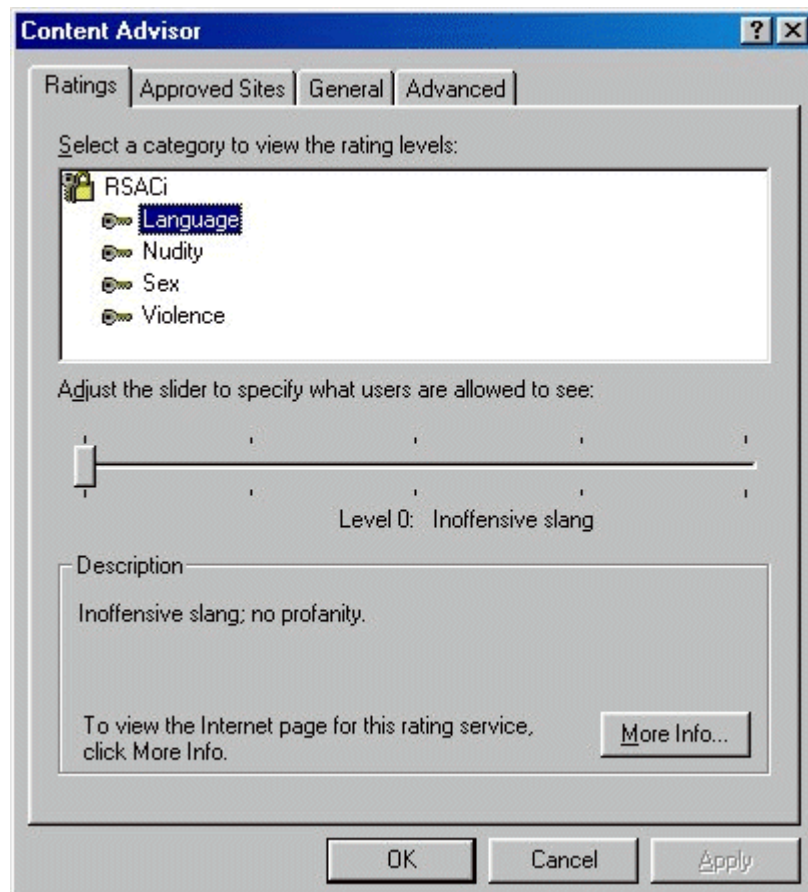 Content Advisor
Ratings Approved Sites General Advanced
Select a category to view the rating levels:
RSACi
Language
Nudity
Sex
Violence
Adjust the slider to specify what users are allowed to see:
Level 0: Inoffensive slang
Description
Inoffensive slang; no profanity.
To view the Internet page for this rating service,
click More Info.
More Info...
OK Cancel Apply